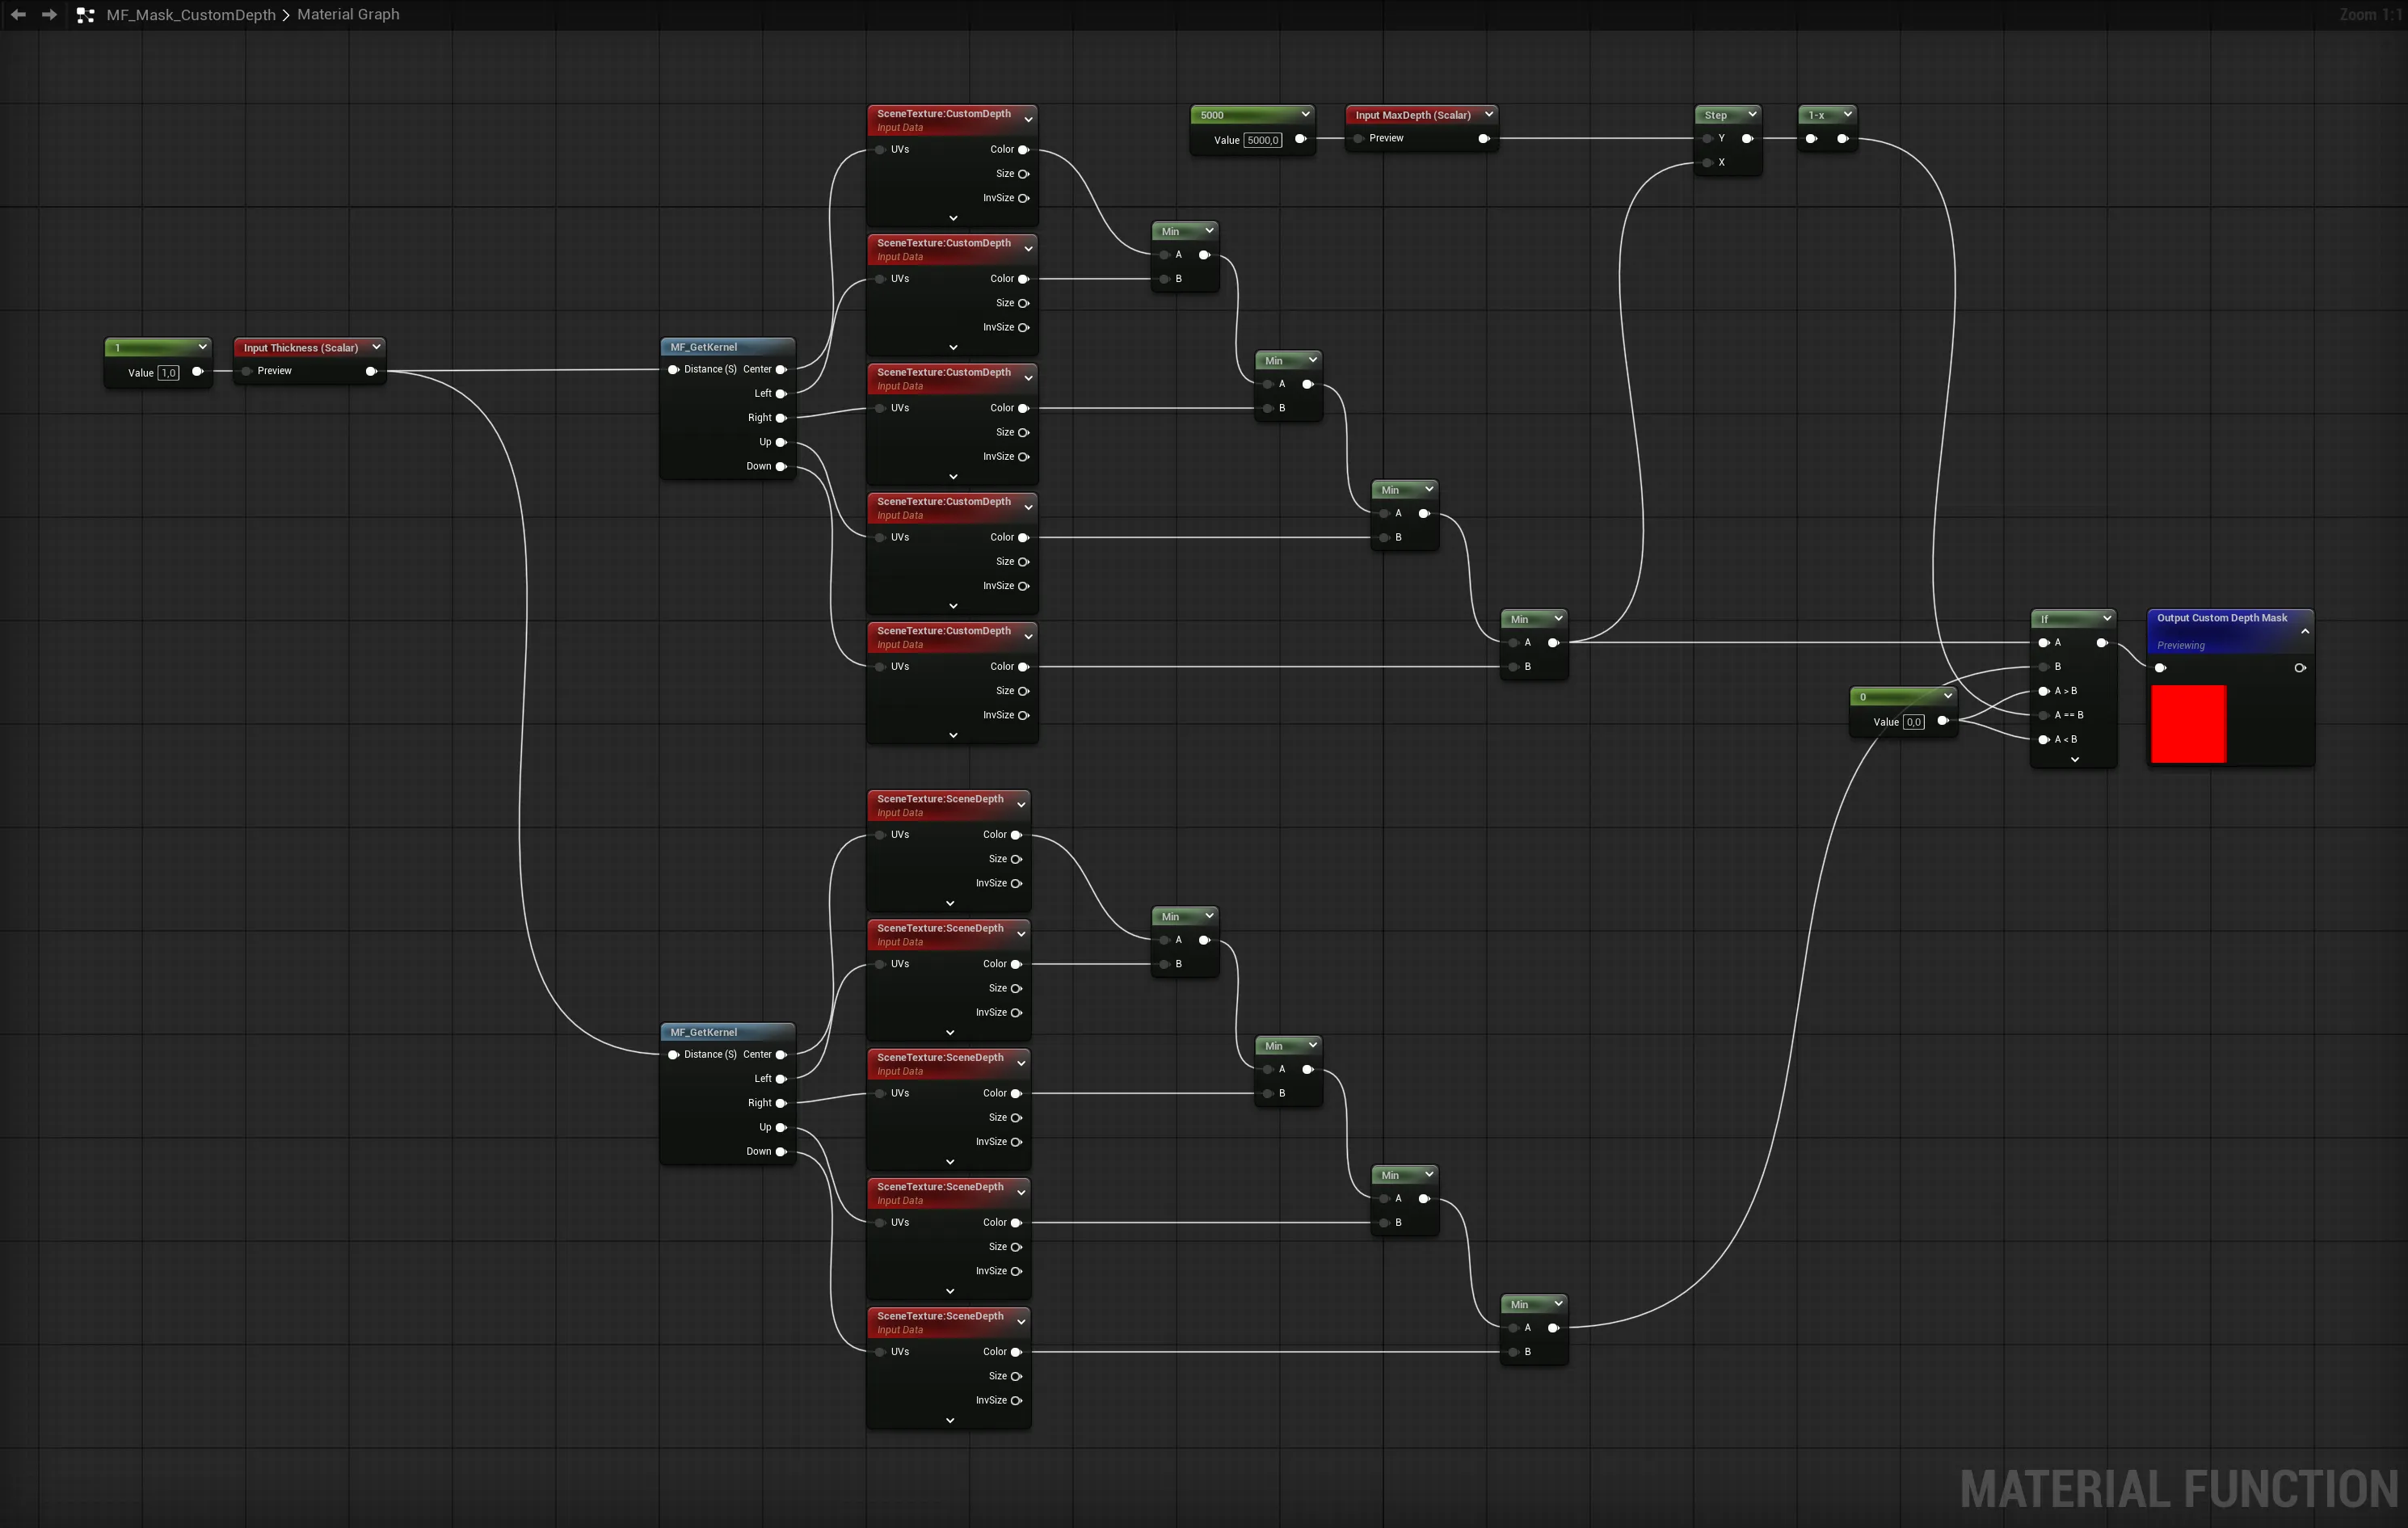 MF_Mask_CustomDepth > Material Graph
Zoom 1:1
SceneTexture:CustomDepth
Input Data
UVs Color
Size
InvSize
5000
Value 5000,0
Input MaxDepth (Scalar)
Preview
Step
Y
X
1-x
SceneTexture:CustomDepth
Input Data
UVs Color
Size
InvSize
Min
A
B
1
Value 1,0
Input Thickness (Scalar)
Preview
MF_GetKernel
Distance (S) Center
Left
Right
Up
Down
SceneTexture:CustomDepth
Input Data
UVs Color
Size
InvSize
Min
A
B
SceneTexture:CustomDepth
Input Data
UVs Color
Size
InvSize
Min
A
B
SceneTexture:CustomDepth
Input Data
UVs Color
Size
InvSize
Min
A
B
0
Value 0,0
If
A
B
A > B
A == B
A < B
Output Custom Depth Mask
Previewing
SceneTexture:SceneDepth
Input Data
UVs Color
Size
InvSize
SceneTexture:SceneDepth
Input Data
UVs Color
Size
InvSize
Min
A
B
MF_GetKernel
Distance (S) Center
Left
Right
Up
Down
SceneTexture:SceneDepth
Input Data
UVs Color
Size
InvSize
Min
A
B
SceneTexture:SceneDepth
Input Data
UVs Color
Size
InvSize
Min
A
B
SceneTexture:SceneDepth
Input Data
UVs Color
Size
InvSize
Min
A
B
MATERIAL FUNCTION